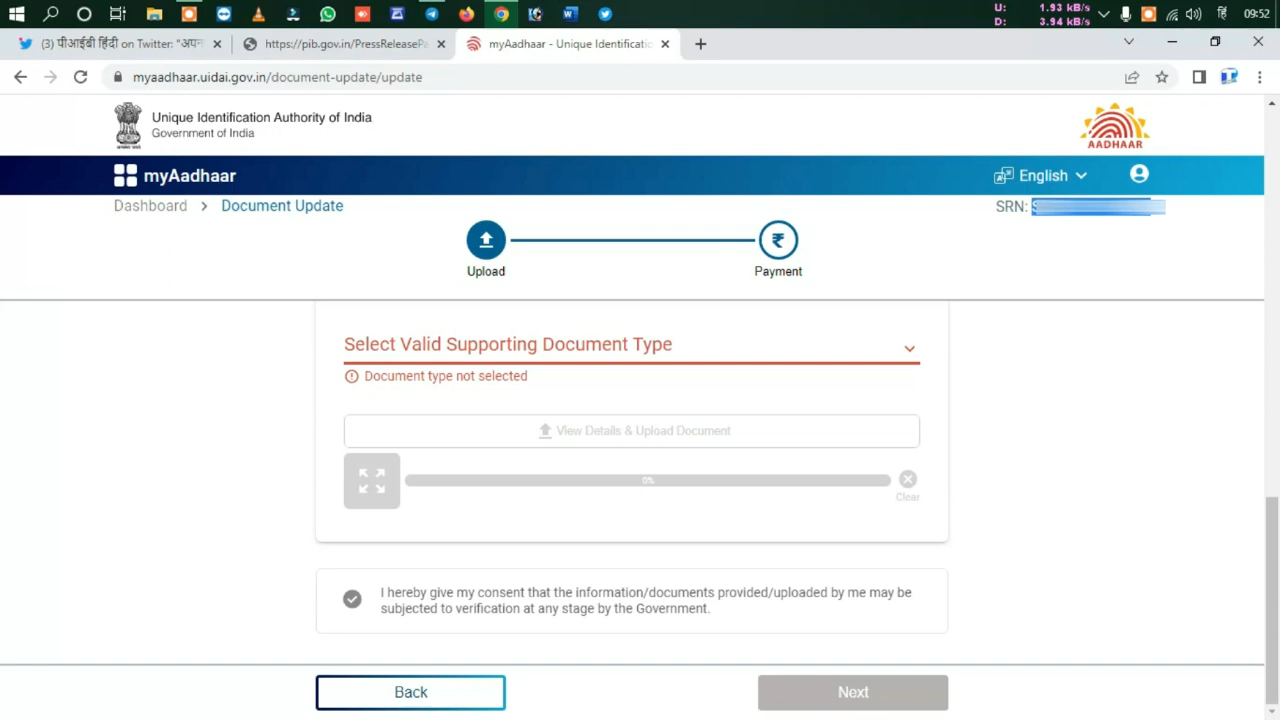 U: 1.93 kB/s
D: 3.94 kB/s
हिं
09:52
(3) पीआईबी हिंदी on Twitter: "अपन
https://pib.gov.in/PressReleasePa
myAadhaar - Unique Identificatic
myaadhaar.uidai.gov.in/document-update/update
Unique Identification Authority of India
Government of India
AADHAAR
myAadhaar
English
Dashboard > Document Update
SRN:
Upload
Payment
Select Valid Supporting Document Type
Document type not selected
View Details & Upload Document
0%
Clear
I hereby give my consent that the information/documents provided/uploaded by me may be
subjected to verification at any stage by the Government.
Back
Next